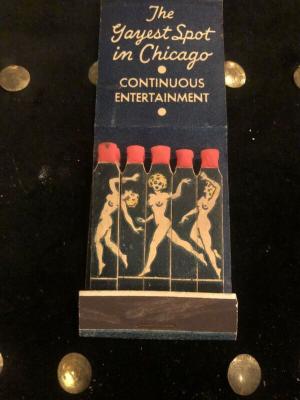 The
Gayest Spot
in Chicago
CONTINUOUS
ENTERTAINMENT